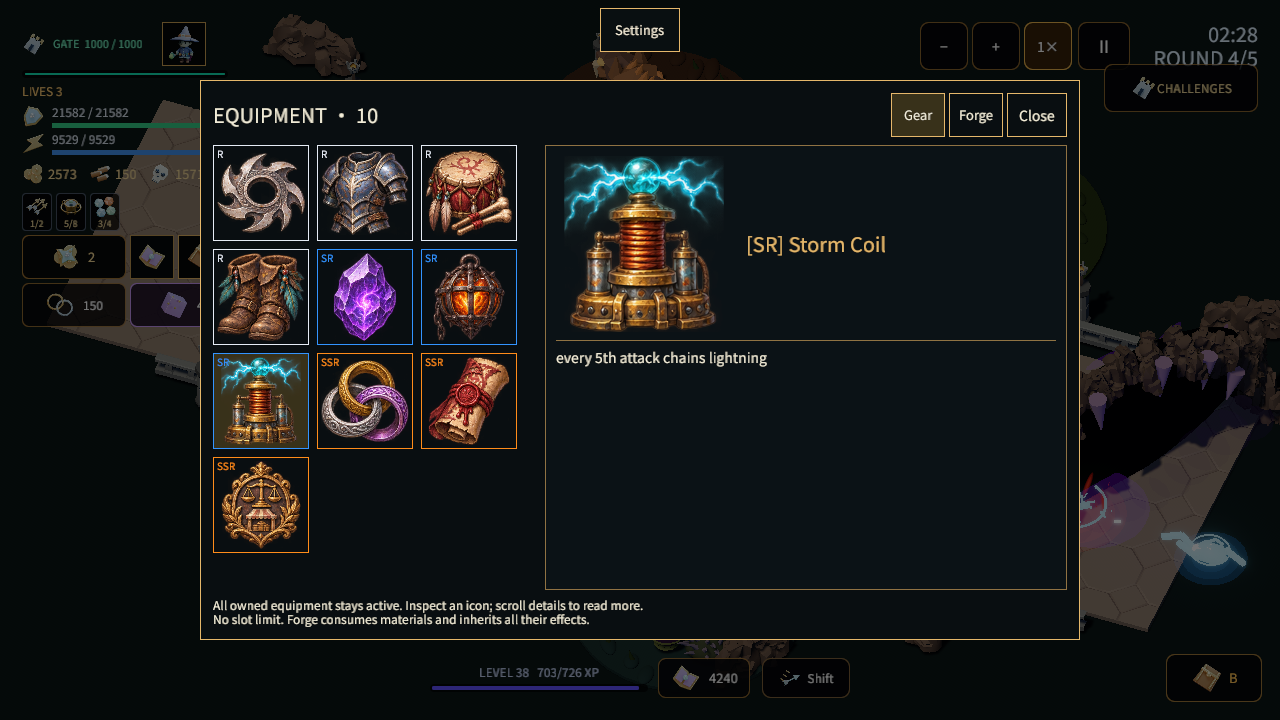 Settings
GATE 1000 / 1000
− + 1× II
02:28
ROUND 4/5
CHALLENGES
LIVES 3
21582 / 21582
9529 / 9529
2573 150 157
1/2 5/8 3/4
2
150
EQUIPMENT • 10
Gear Forge Close
R R R
R SR SR
SR SSR SSR
SSR
[SR] Storm Coil
every 5th attack chains lightning
All owned equipment stays active. Inspect an icon; scroll details to read more.
No slot limit. Forge consumes materials and inherits all their effects.
LEVEL 38 703/726 XP
4240
Shift
B